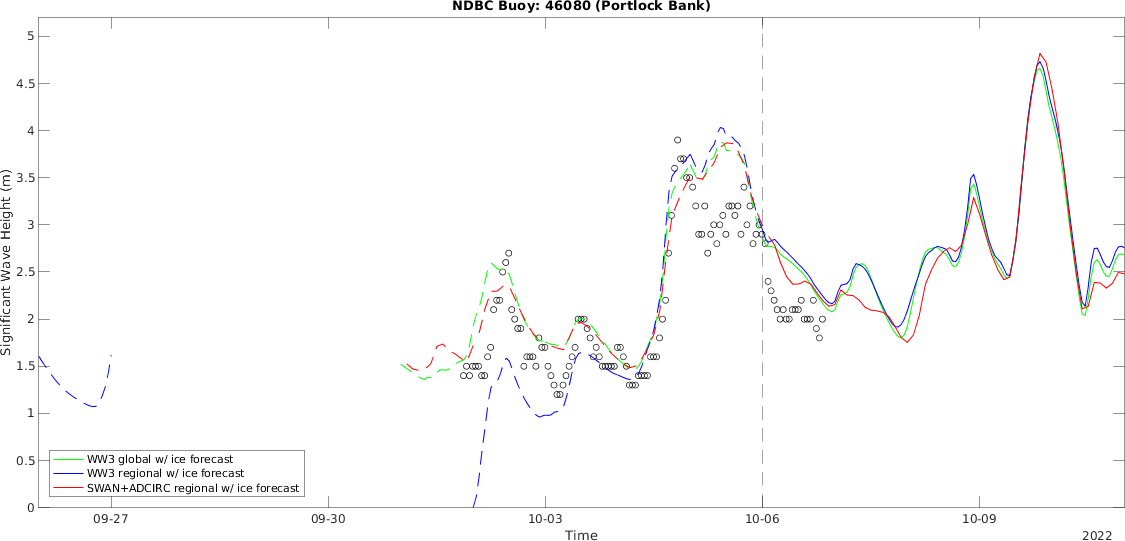 NDBC Buoy: 46080 (Portlock Bank)
Significant Wave Height (m)
5
4.5
4
3.5
3
2.5
2
1.5
1
0.5
0
WW3 global w/ ice forecast
WW3 regional w/ ice forecast
SWAN+ADCIRC regional w/ ice forecast
09-27 09-30 10-03 10-06 10-09
Time
2022